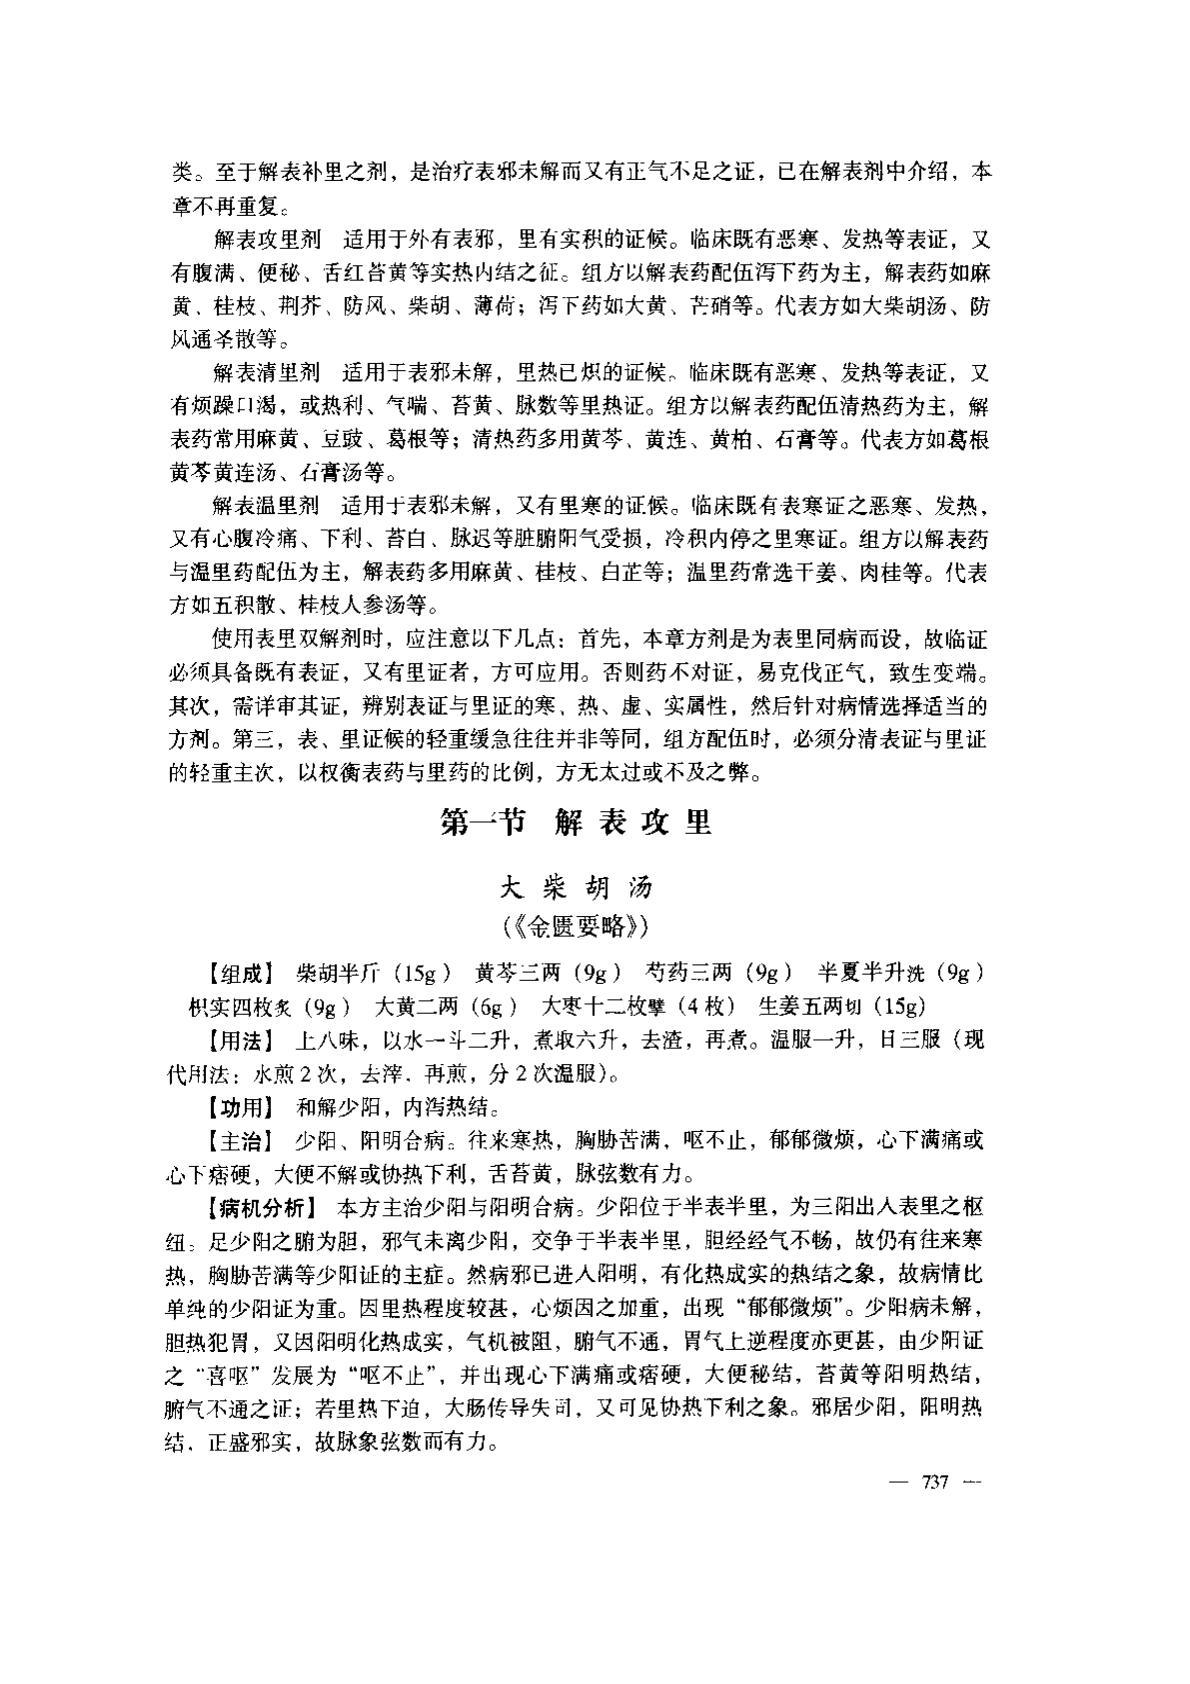 类。至于解表补里之剂，是治疗表邪未解而又有正气不足之证，已在解表剂中介绍，本
章不再重复。
解表攻里剂　适用于外有表邪，里有实积的证候。临床既有恶寒、发热等表证，又
有腹满、便秘、舌红苔黄等实热内结之征。组方以解表药配伍泻下药为主，解表药如麻
黄、桂枝、荆芥、防风、柴胡、薄荷；泻下药如大黄、芒硝等。代表方如大柴胡汤、防
风通圣散等。
解表清里剂　适用于表邪未解，里热已炽的证候。临床既有恶寒、发热等表证，又
有烦躁口渴，或热利、气喘、苔黄、脉数等里热证。组方以解表药配伍清热药为主，解
表药常用麻黄、豆豉、葛根等；清热药多用黄芩、黄连、黄柏、石膏等。代表方如葛根
黄芩黄连汤、石膏汤等。
解表温里剂　适用于表邪未解，又有里寒的证候。临床既有表寒证之恶寒、发热，
又有心腹冷痛、下利、苔白、脉迟等脏腑阳气受损，冷积内停之里寒证。组方以解表药
与温里药配伍为主，解表药多用麻黄、桂枝、白芷等；温里药常选干姜、肉桂等。代表
方如五积散、桂枝人参汤等。
使用表里双解剂时，应注意以下几点：首先，本章方剂是为表里同病而设，故临证
必须具备既有表证，又有里证者，方可应用。否则药不对证，易克伐正气，致生变端。
其次，需详审其证，辨别表证与里证的寒、热、虚、实属性，然后针对病情选择适当的
方剂。第三，表、里证候的轻重缓急往往并非等同，组方配伍时，必须分清表证与里证
的轻重主次，以权衡表药与里药的比例，方无太过或不及之弊。
第一节　解表攻里
大柴胡汤
（《金匮要略》）
【组成】　柴胡半斤（15g）　黄芩三两（9g）　芍药三两（9g）　半夏半升洗（9g）
枳实四枚炙（9g）　大黄二两（6g）　大枣十二枚擘（4枚）　生姜五两切（15g）
【用法】　上八味，以水一斗二升，煮取六升，去渣，再煮。温服一升，日三服（现
代用法：水煎2次，去滓，再煎，分2次温服）。
【功用】　和解少阳，内泻热结。
【主治】　少阳、阳明合病。往来寒热，胸胁苦满，呕不止，郁郁微烦，心下满痛或
心下痞硬，大便不解或协热下利，舌苔黄，脉弦数有力。
【病机分析】　本方主治少阳与阳明合病。少阳位于半表半里，为三阳出入表里之枢
纽。足少阳之腑为胆，邪气未离少阳，交争于半表半里，胆经经气不畅，故仍有往来寒
热，胸胁苦满等少阳证的主症。然病邪已进入阳明，有化热成实的热结之象，故病情比
单纯的少阳证为重。因里热程度较甚，心烦因之加重，出现“郁郁微烦”。少阳病未解，
胆热犯胃，又因阳明化热成实，气机被阻，腑气不通，胃气上逆程度亦更甚，由少阳证
之“喜呕”发展为“呕不止”，并出现心下满痛或痞硬，大便秘结，苔黄等阳明热结，
腑气不通之证；若里热下迫，大肠传导失司，又可见协热下利之象。邪居少阳，阳明热
结，正盛邪实，故脉象弦数而有力。
— 737 —